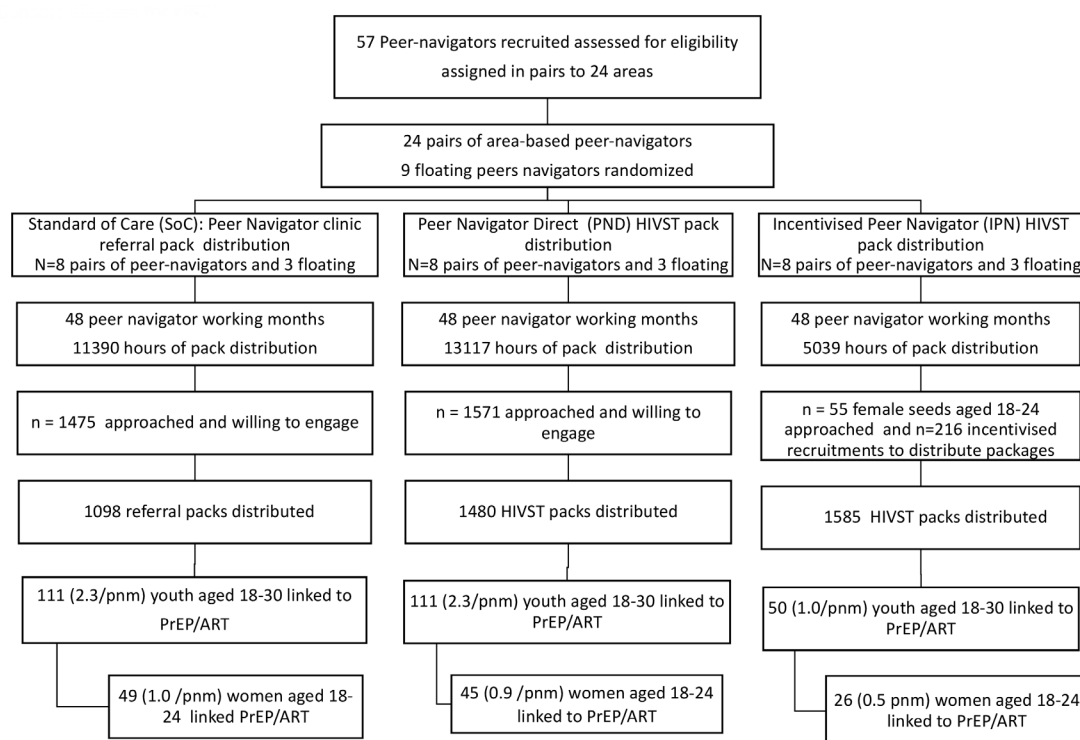 57 Peer-navigators recruited assessed for eligibility
assigned in pairs to 24 areas
24 pairs of area-based peer-navigators
9 floating peers navigators randomized
Standard of Care (SoC): Peer Navigator clinic
referral pack distribution
N=8 pairs of peer-navigators and 3 floating
Peer Navigator Direct (PND) HIVST pack
distribution
N=8 pairs of peer-navigators and 3 floating
Incentivised Peer Navigator (IPN) HIVST
pack distribution
N=8 pairs of peer-navigators and 3 floating
48 peer navigator working months
11390 hours of pack distribution
48 peer navigator working months
13117 hours of pack distribution
48 peer navigator working months
5039 hours of pack distribution
n = 1475 approached and willing to engage
n = 1571 approached and willing to
engage
n = 55 female seeds aged 18-24
approached and n=216 incentivised
recruitments to distribute packages
1098 referral packs distributed
1480 HIVST packs distributed
1585 HIVST packs distributed
111 (2.3/pnm) youth aged 18-30 linked to
PrEP/ART
111 (2.3/pnm) youth aged 18-30 linked to
PrEP/ART
50 (1.0/pnm) youth aged 18-30 linked to
PrEP/ART
49 (1.0 /pnm) women aged 18-
24 linked PrEP/ART
45 (0.9 /pnm) women aged 18-24
linked to PrEP/ART
26 (0.5 pnm) women aged 18-24
linked to PrEP/ART